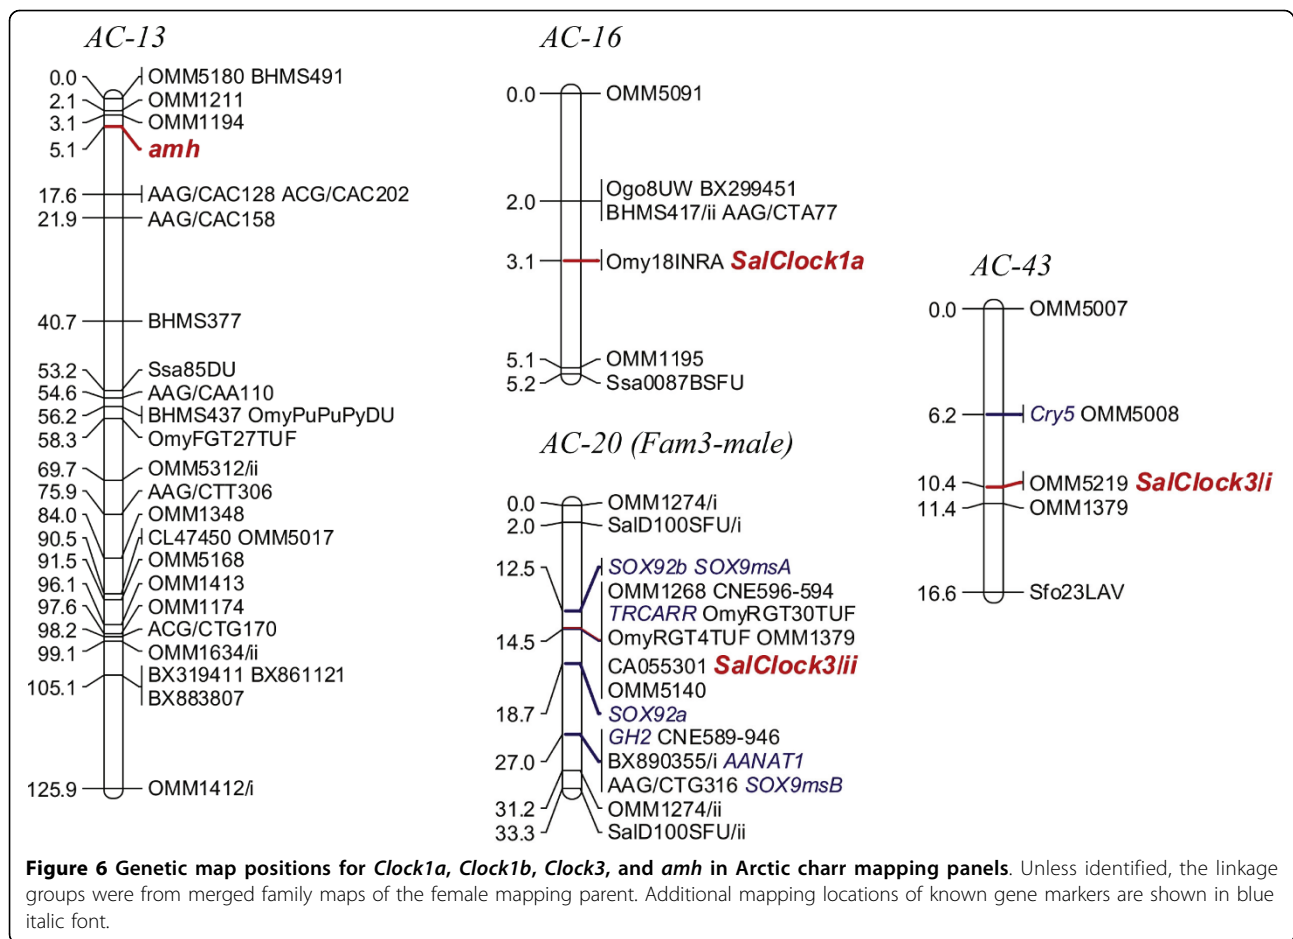 AC-13
0.0 OMM5180 BHMS491
2.1 OMM1211
3.1 OMM1194
5.1 amh
17.6 AAG/CAC128 ACG/CAC202
21.9 AAG/CAC158
40.7 BHMS377
53.2 Ssa85DU
54.6 AAG/CAA110
56.2 BHMS437 OmyPuPuPyDU
58.3 OmyFGT27TUF
69.7 OMM5312/ii
75.9 AAG/CTT306
84.0 OMM1348
90.5 CL47450 OMM5017
91.5 OMM5168
96.1 OMM1413
97.6 OMM1174
98.2 ACG/CTG170
99.1 OMM1634/ii
105.1 BX319411 BX861121
BX883807
125.9 OMM1412/i
AC-16
0.0 OMM5091
2.0 Ogo8UW BX299451
BHMS417/ii AAG/CTA77
3.1 Omy18INRA SalClock1a
5.1 OMM1195
5.2 Ssa0087BSFU
AC-20 (Fam3-male)
0.0 OMM1274/i
2.0 SalD100SFU/i
12.5 SOX92b SOX9msA
OMM1268 CNE596-594
TRCARR OmyRGT30TUF
14.5 OmyRGT4TUF OMM1379
CA055301 SalClock3/ii
OMM5140
18.7 SOX92a
GH2 CNE589-946
27.0 BX890355/i AANAT1
AAG/CTG316 SOX9msB
31.2 OMM1274/ii
33.3 SalD100SFU/ii
AC-43
0.0 OMM5007
6.2 Cry5 OMM5008
10.4 OMM5219 SalClock3/i
11.4 OMM1379
16.6 Sfo23LAV
Figure 6 Genetic map positions for Clock1a, Clock1b, Clock3, and amh in Arctic charr mapping panels. Unless identified, the linkage
groups were from merged family maps of the female mapping parent. Additional mapping locations of known gene markers are shown in blue
italic font.